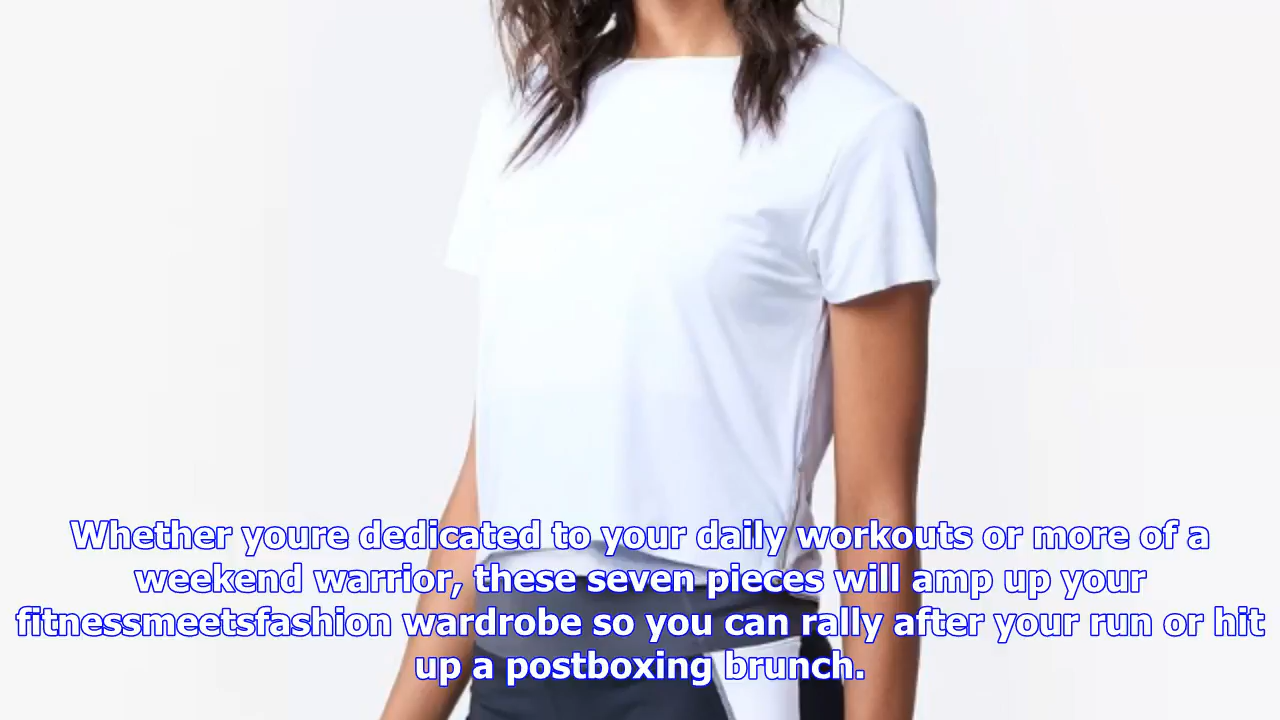 Whether youre dedicated to your daily workouts or more of a
weekend warrior, these seven pieces will amp up your
fitnessmeetsfashion wardrobe so you can rally after your run or hit
up a postboxing brunch.